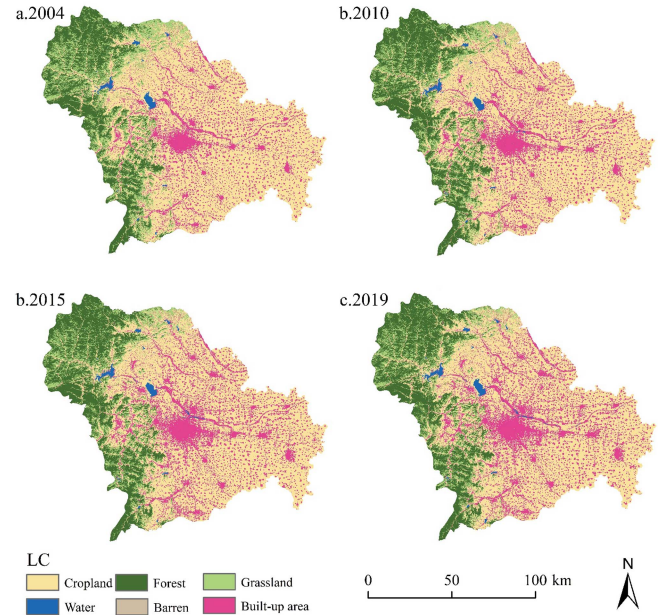 a.2004
b.2010
b.2015
c.2019
LC
Cropland
Forest
Grassland
Water
Barren
Built-up area
0 50 100 km
N